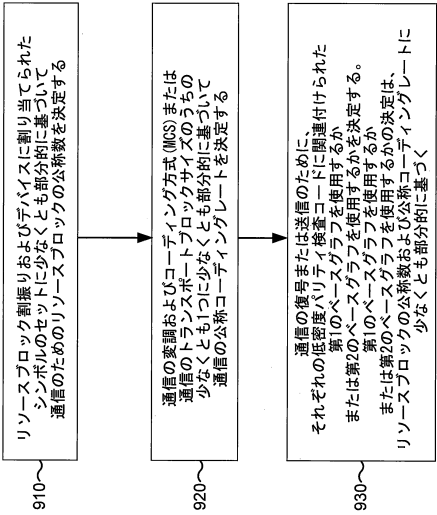 リソースブロック割振りおよびデバイスに割り当てられた
シンボルのセットに少なくとも部分的に基づいて
通信のためのリソースブロックの公称数を決定する
910
通信の変調およびコーディング方式(MCS)または
通信のトランスポートブロックサイズのうちの
少なくとも1つに少なくとも部分的に基づいて
通信の公称コーディングレートを決定する
920
通信の復号または送信のために、
それぞれの低密度パリティ検査コードに関連付けられた
第1のベースグラフを使用するか
または第2のベースグラフを使用するかを決定する。
第1のベースグラフを使用するか
または第2のベースグラフを使用するかの決定は、
リソースブロックの公称数および公称コーディングレートに
少なくとも部分的に基づく
930